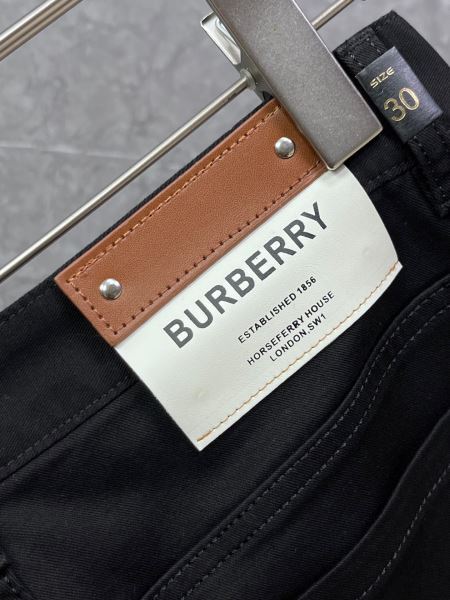 SIZE
30
BURBERRY
ESTABLISHED 1856
HORSEFERRY HOUSE
LONDON, SW1